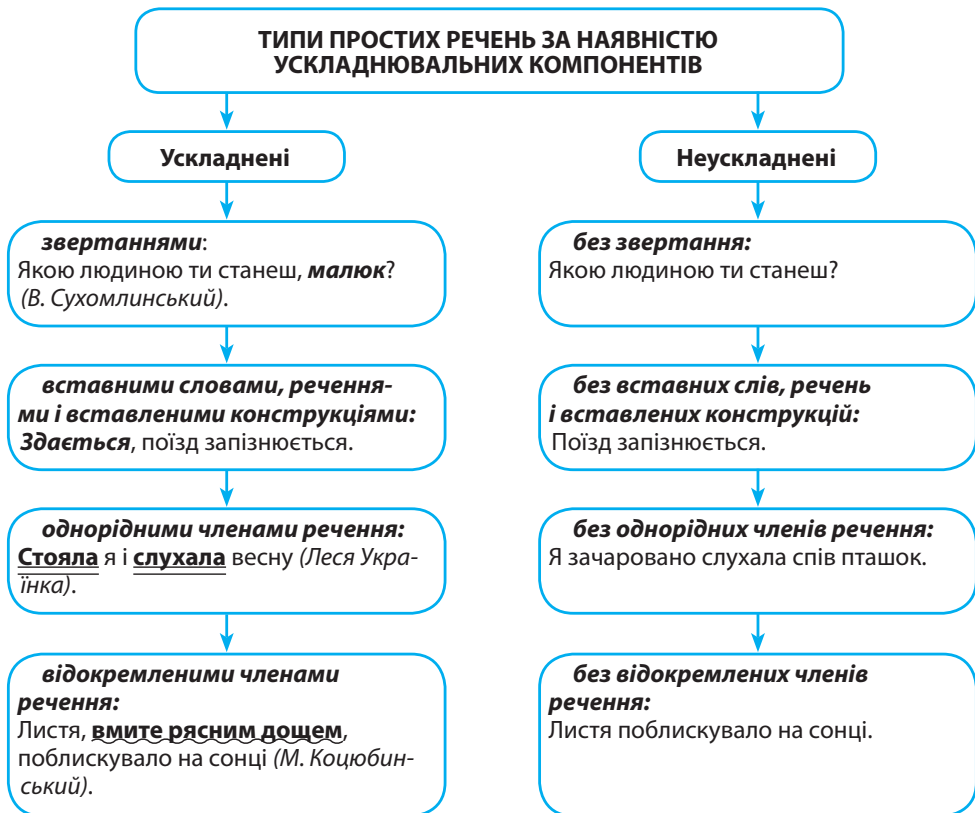 ТИПИ ПРОСТИХ РЕЧЕНЬ ЗА НАЯВНІСТЮ
УСКЛАДНЮВАЛЬНИХ КОМПОНЕНТІВ
Ускладнені
Неускладнені
звертаннями:
Якою людиною ти станеш, малюк?
(В. Сухомлинський).
без звертання:
Якою людиною ти станеш?
вставними словами, речення-
ми і вставленими конструкціями:
Здається, поїзд запізнюється.
без вставних слів, речень
і вставлених конструкцій:
Поїзд запізнюється.
однорідними членами речення:
Стояла я і слухала весну (Леся Укра-
їнка).
без однорідних членів речення:
Я зачаровано слухала спів пташок.
відокремленими членами
речення:
Листя, вмите рясним дощем,
поблискувало на сонці (М. Коцюбин-
ський).
без відокремлених членів
речення:
Листя поблискувало на сонці.